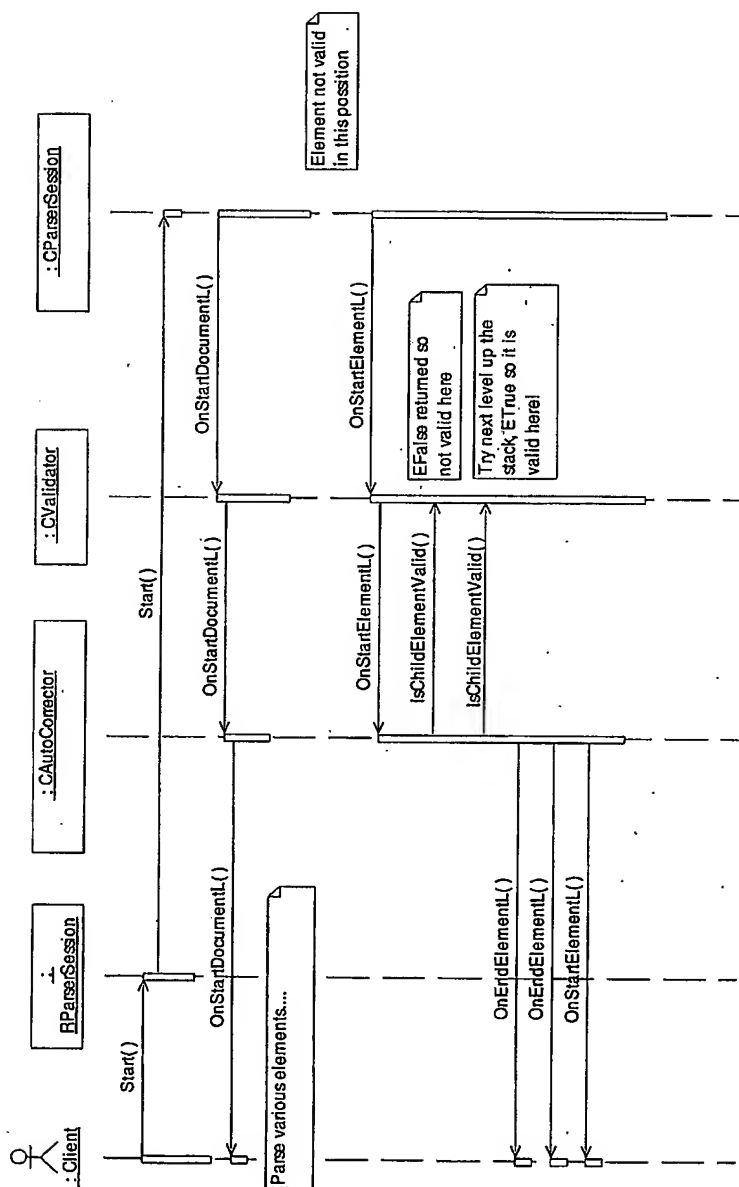 : Client
:
RParserSession
: CAutoCorrector
: CValidator
: CParserSession
Start()
Start()
OnStartDocumentL()
OnStartDocumentL()
OnStartDocumentL()
Parse various elements....
Element not valid
in this possition
OnStartElementL()
OnStartElementL()
IsChildElementValid()
EFalse returned so
not valid here
IsChildElementValid()
Try next level up the
stack, ETrue so it is
valid here!
OnEndElementL()
OnEndElementL()
OnStartElementL()